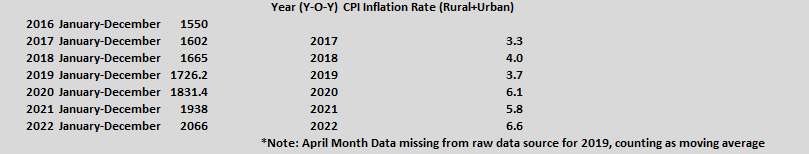 Year (Y-O-Y) CPI Inflation Rate (Rural+Urban)
2016 January-December 1550
2017 January-December 1602 2017 3.3
2018 January-December 1665 2018 4.0
2019 January-December 1726.2 2019 3.7
2020 January-December 1831.4 2020 6.1
2021 January-December 1938 2021 5.8
2022 January-December 2066 2022 6.6
*Note: April Month Data missing from raw data source for 2019, counting as moving average